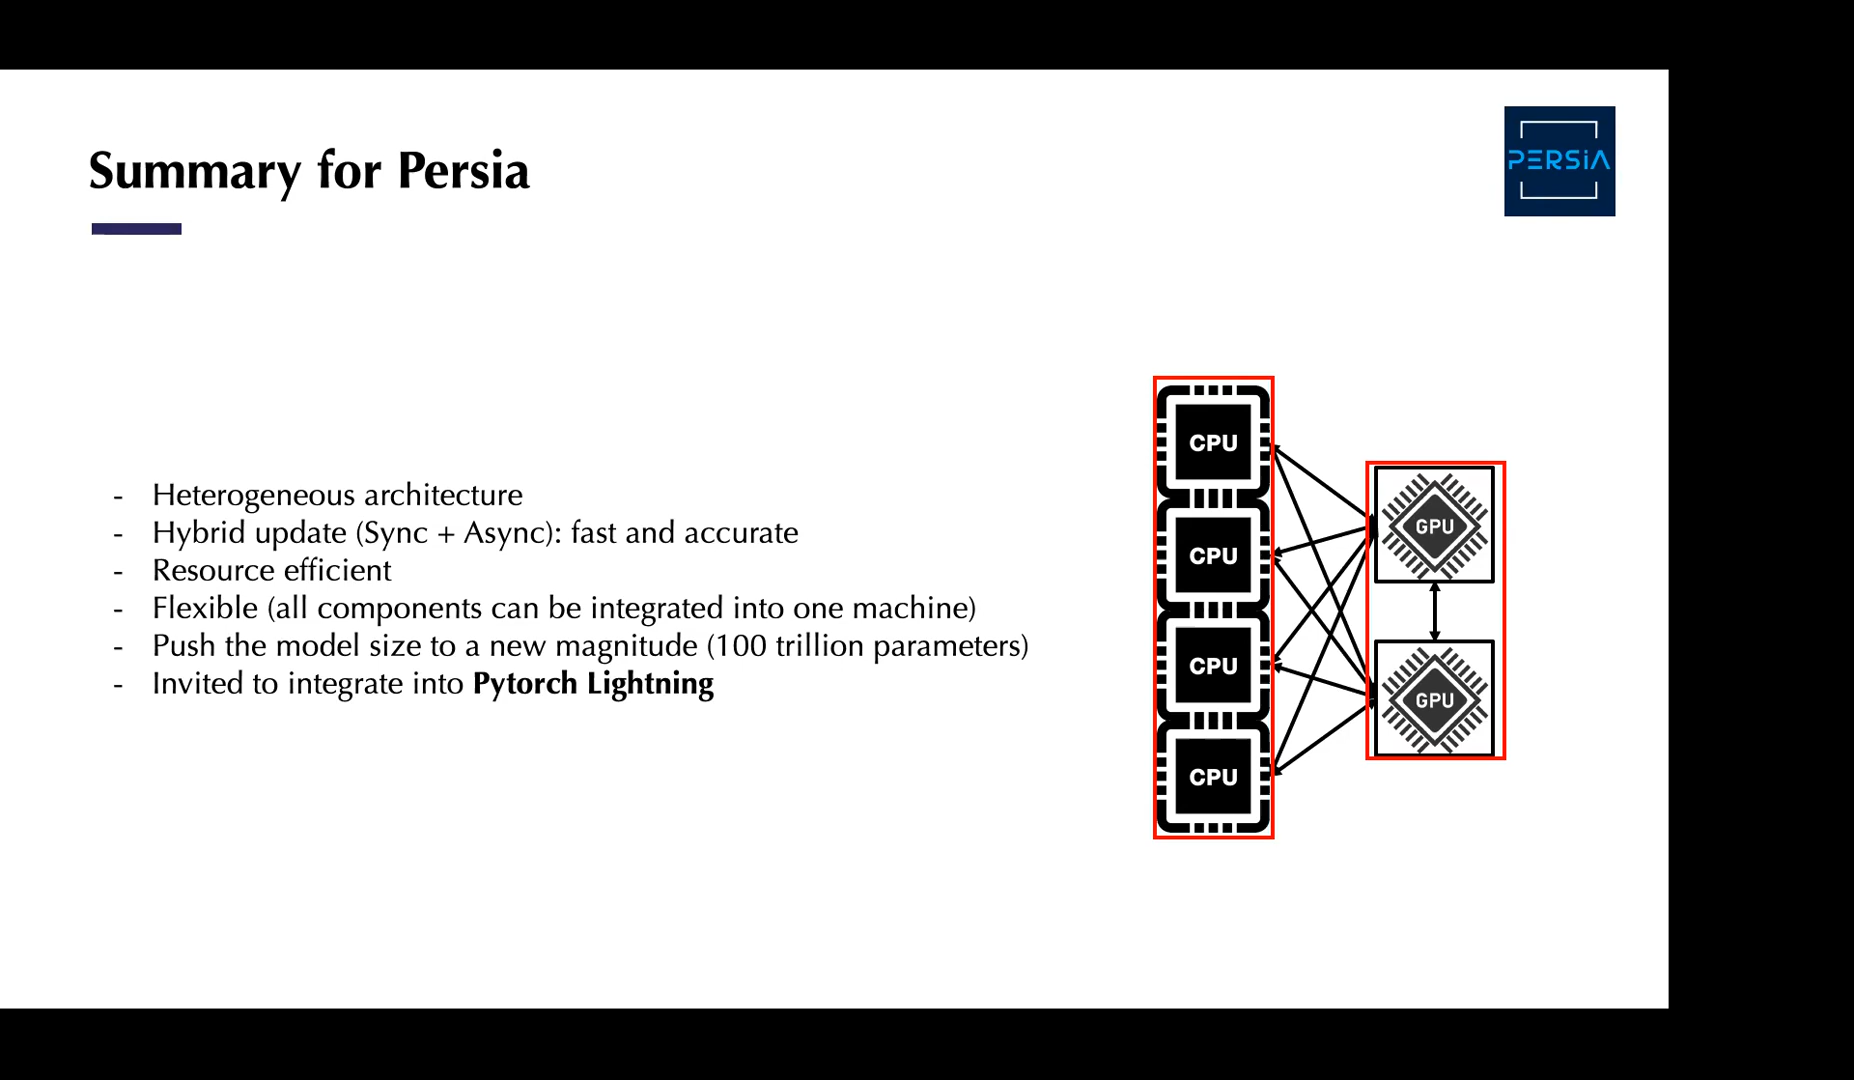 Summary for Persia
PERSiA
- Heterogeneous architecture
- Hybrid update (Sync + Async): fast and accurate
- Resource efficient
- Flexible (all components can be integrated into one machine)
- Push the model size to a new magnitude (100 trillion parameters)
- Invited to integrate into Pytorch Lightning
CPU
CPU
CPU
CPU
GPU
GPU